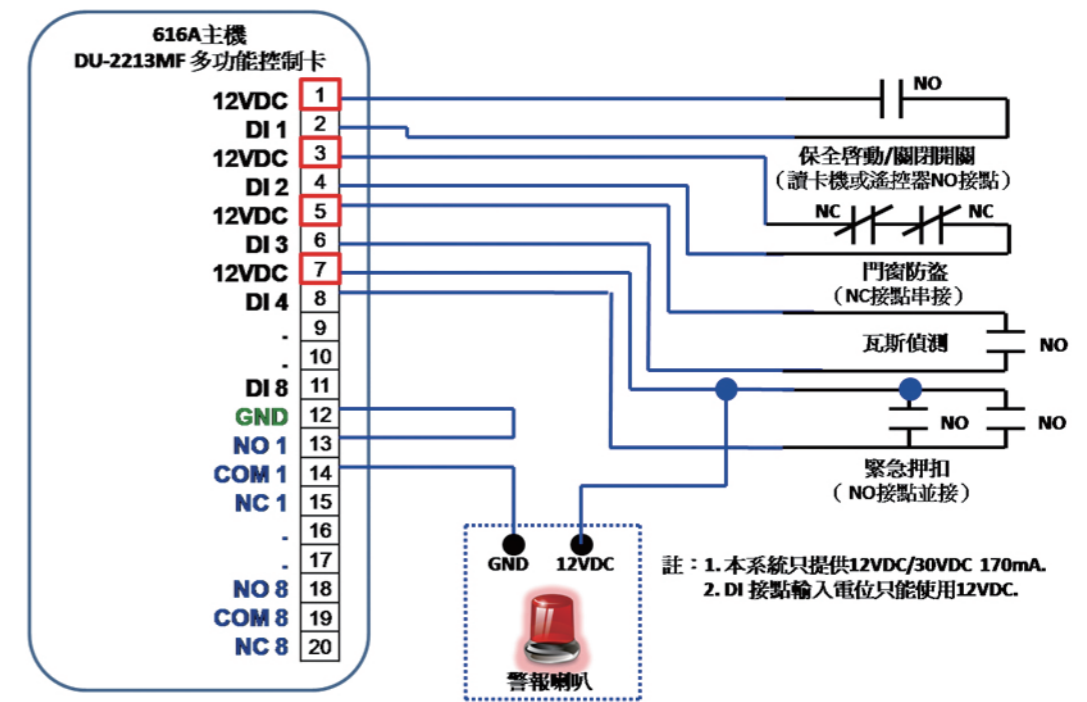 616A主機
DU-2213MF 多功能控制卡
12VDC 1
DI 1 2
12VDC 3
DI 2 4
12VDC 5
DI 3 6
12VDC 7
DI 4 8
. 9
. 10
DI 8 11
GND 12
NO 1 13
COM 1 14
NC 1 15
. 16
. 17
NO 8 18
COM 8 19
NC 8 20
NO
保全啓動/關閉開關
（讀卡機或遙控器NO接點）
NC NC
門窗防盜
（NC接點串接）
瓦斯偵測 NO
NO NO
緊急押扣
（ NO接點並接）
GND 12VDC
警報喇叭
註：1. 本系統只提供12VDC/30VDC 170mA.
2. DI 接點輸入電位只能使用12VDC.